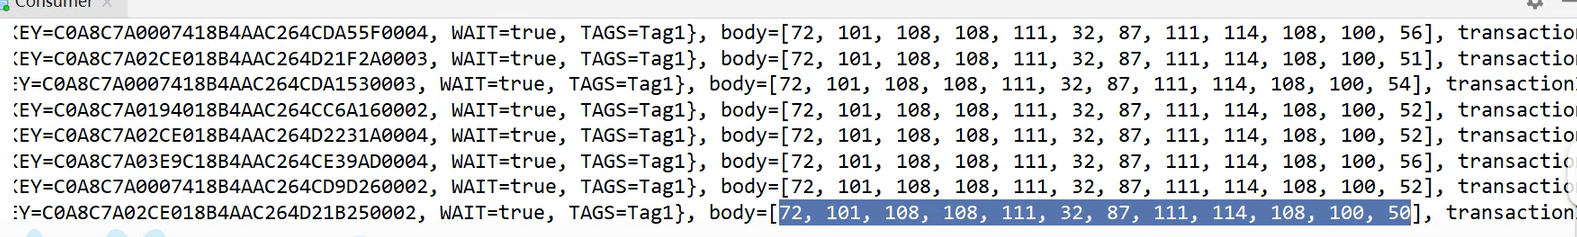 Consumer
KEY=C0A8C7A0007418B4AAC264CDA55F0004, WAIT=true, TAGS=Tag1}, body=[72, 101, 108, 108, 111, 32, 87, 111, 114, 108, 100, 56], transactio
KEY=C0A8C7A02CE018B4AAC264D21F2A0003, WAIT=true, TAGS=Tag1}, body=[72, 101, 108, 108, 111, 32, 87, 111, 114, 108, 100, 51], transactio
EY=C0A8C7A0007418B4AAC264CDA1530003, WAIT=true, TAGS=Tag1}, body=[72, 101, 108, 108, 111, 32, 87, 111, 114, 108, 100, 54], transaction
KEY=C0A8C7A0194018B4AAC264CC6A160002, WAIT=true, TAGS=Tag1}, body=[72, 101, 108, 108, 111, 32, 87, 111, 114, 108, 100, 52], transactio
KEY=C0A8C7A02CE018B4AAC264D2231A0004, WAIT=true, TAGS=Tag1}, body=[72, 101, 108, 108, 111, 32, 87, 111, 114, 108, 100, 52], transactio
KEY=C0A8C7A03E9C18B4AAC264CE39AD0004, WAIT=true, TAGS=Tag1}, body=[72, 101, 108, 108, 111, 32, 87, 111, 114, 108, 100, 56], transactio
KEY=C0A8C7A0007418B4AAC264CD9D260002, WAIT=true, TAGS=Tag1}, body=[72, 101, 108, 108, 111, 32, 87, 111, 114, 108, 100, 52], transactio
EY=C0A8C7A02CE018B4AAC264D21B250002, WAIT=true, TAGS=Tag1}, body=[72, 101, 108, 108, 111, 32, 87, 111, 114, 108, 100, 50], transaction